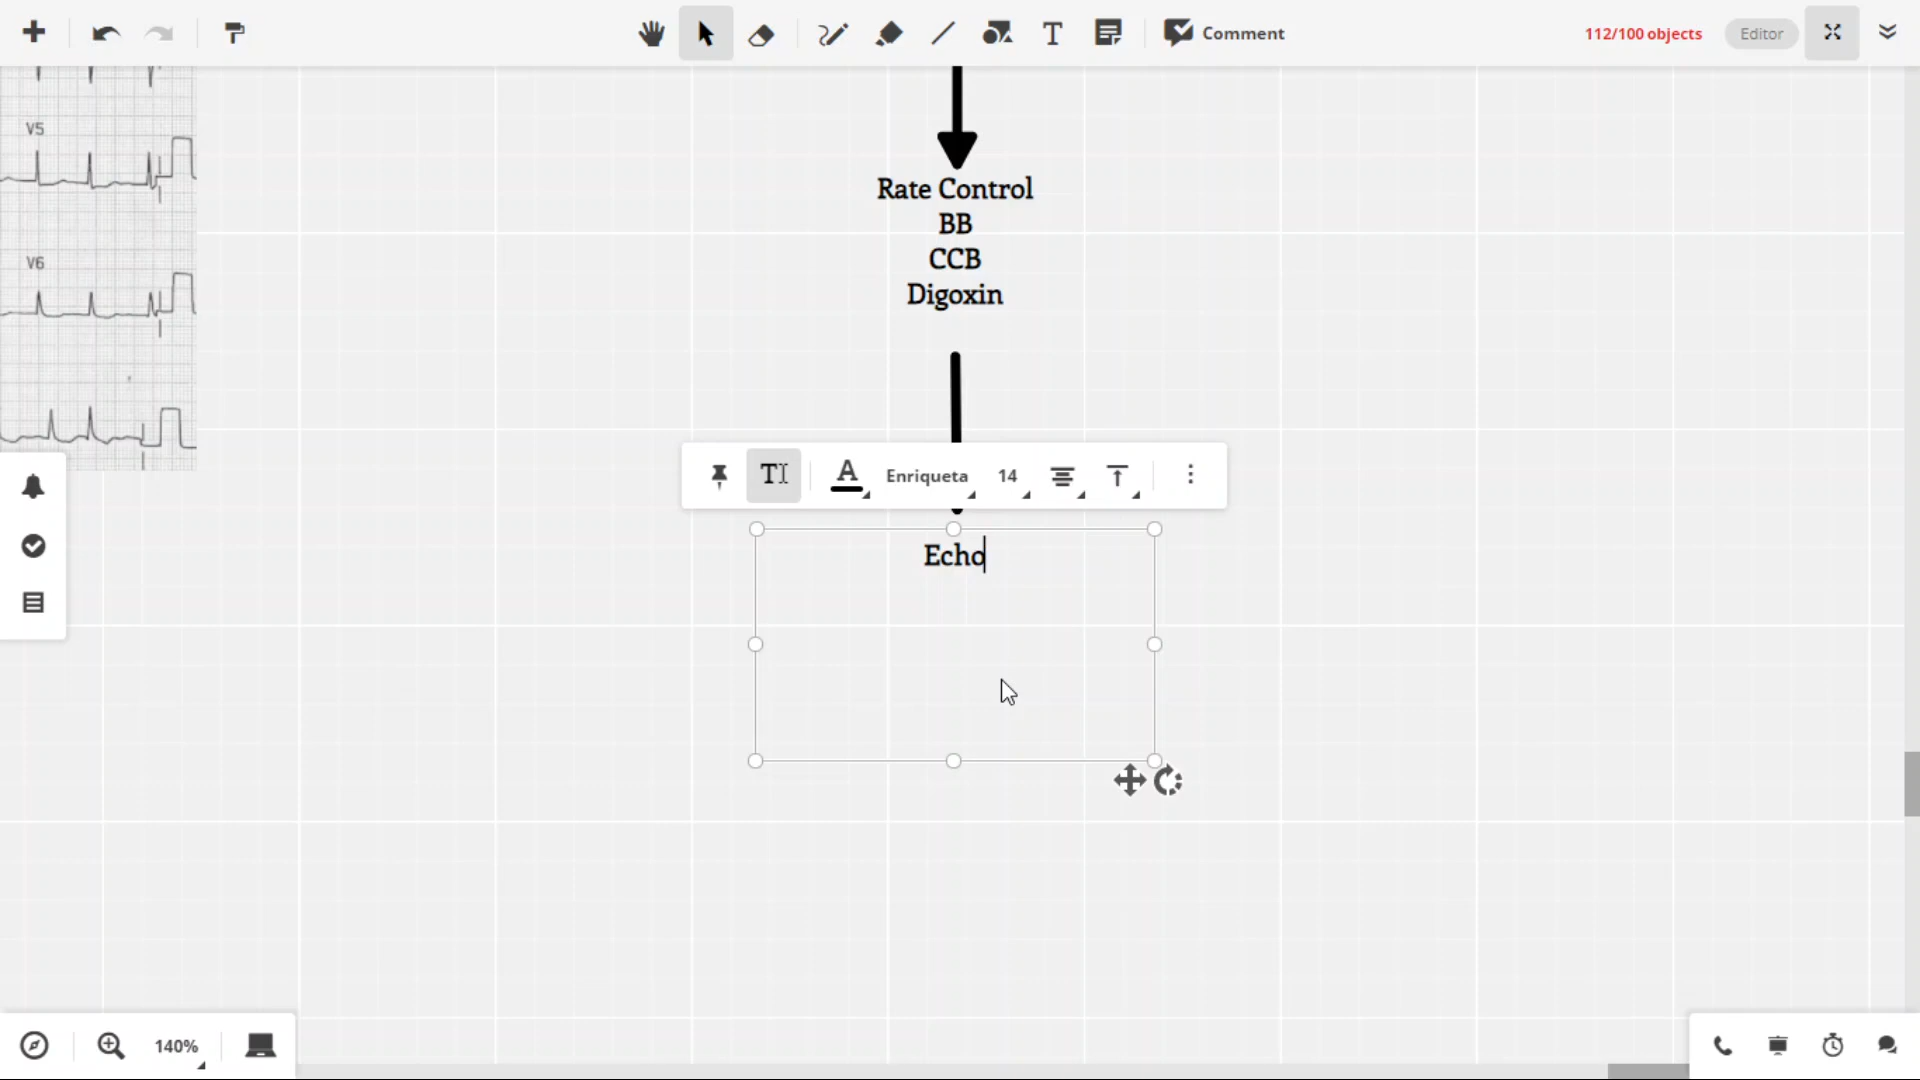 Comment
112/100 objects
Editor
V5
V6
Rate Control
BB
CCB
Digoxin
A
Enriqueta
14
Echo
140%